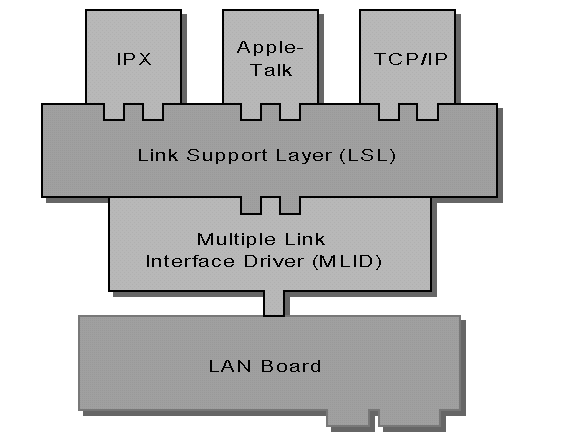 IPX
Apple-
Talk
TCP/IP
Link Support Layer (LSL)
Multiple Link
Interface Driver (MLID)
LAN Board